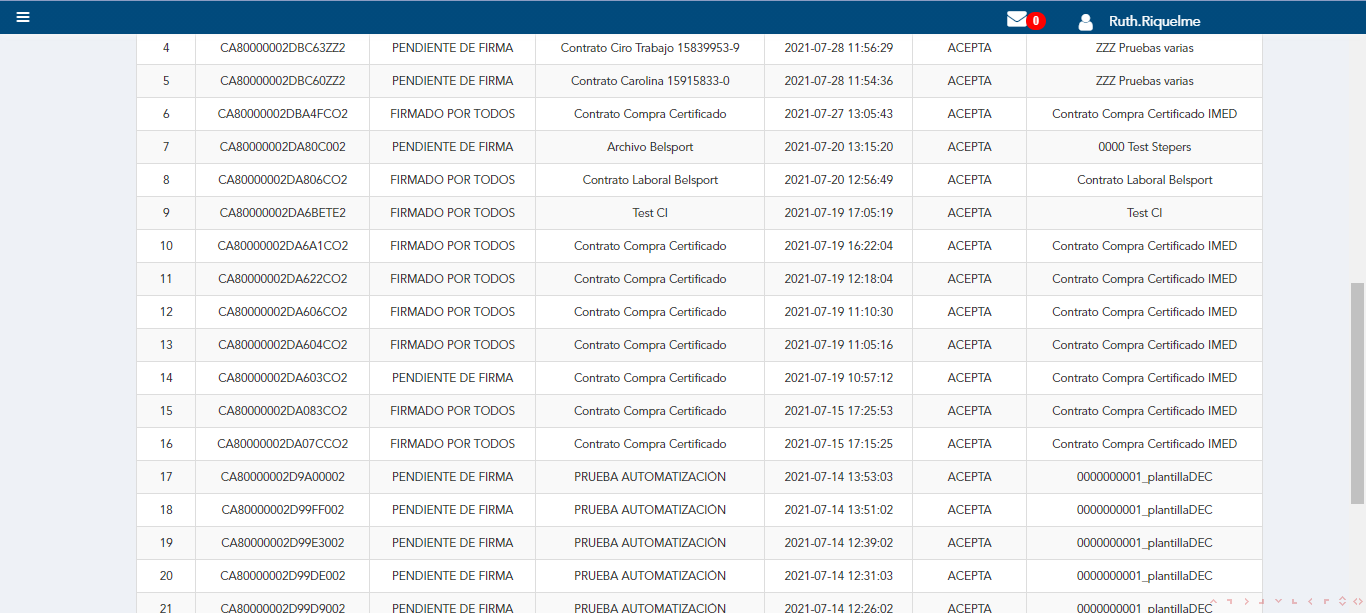 0 Ruth.Riquelme
4 CA80000002DBC63ZZ2 PENDIENTE DE FIRMA Contrato Ciro Trabajo 15839953-9 2021-07-28 11:56:29 ACEPTA ZZZ Pruebas varias
5 CA80000002DBC60ZZ2 PENDIENTE DE FIRMA Contrato Carolina 15915833-0 2021-07-28 11:54:36 ACEPTA ZZZ Pruebas varias
6 CA80000002DBA4FCO2 FIRMADO POR TODOS Contrato Compra Certificado 2021-07-27 13:05:43 ACEPTA Contrato Compra Certificado IMED
7 CA80000002DA80C002 PENDIENTE DE FIRMA Archivo Belsport 2021-07-20 13:15:20 ACEPTA 0000 Test Stepers
8 CA80000002DA806CO2 FIRMADO POR TODOS Contrato Laboral Belsport 2021-07-20 12:56:49 ACEPTA Contrato Laboral Belsport
9 CA80000002DA6BETE2 FIRMADO POR TODOS Test CI 2021-07-19 17:05:19 ACEPTA Test CI
10 CA80000002DA6A1CO2 FIRMADO POR TODOS Contrato Compra Certificado 2021-07-19 16:22:04 ACEPTA Contrato Compra Certificado IMED
11 CA80000002DA622CO2 FIRMADO POR TODOS Contrato Compra Certificado 2021-07-19 12:18:04 ACEPTA Contrato Compra Certificado IMED
12 CA80000002DA606CO2 FIRMADO POR TODOS Contrato Compra Certificado 2021-07-19 11:10:30 ACEPTA Contrato Compra Certificado IMED
13 CA80000002DA604CO2 FIRMADO POR TODOS Contrato Compra Certificado 2021-07-19 11:05:16 ACEPTA Contrato Compra Certificado IMED
14 CA80000002DA603CO2 PENDIENTE DE FIRMA Contrato Compra Certificado 2021-07-19 10:57:12 ACEPTA Contrato Compra Certificado IMED
15 CA80000002DA083CO2 FIRMADO POR TODOS Contrato Compra Certificado 2021-07-15 17:25:53 ACEPTA Contrato Compra Certificado IMED
16 CA80000002DA07CCO2 FIRMADO POR TODOS Contrato Compra Certificado 2021-07-15 17:15:25 ACEPTA Contrato Compra Certificado IMED
17 CA80000002D9A00002 PENDIENTE DE FIRMA PRUEBA AUTOMATIZACIÓN 2021-07-14 13:53:03 ACEPTA 0000000001_plantillaDEC
18 CA80000002D99FF002 PENDIENTE DE FIRMA PRUEBA AUTOMATIZACIÓN 2021-07-14 13:51:02 ACEPTA 0000000001_plantillaDEC
19 CA80000002D99E3002 PENDIENTE DE FIRMA PRUEBA AUTOMATIZACIÓN 2021-07-14 12:39:02 ACEPTA 0000000001_plantillaDEC
20 CA80000002D99DE002 PENDIENTE DE FIRMA PRUEBA AUTOMATIZACIÓN 2021-07-14 12:31:03 ACEPTA 0000000001_plantillaDEC
21 CA80000002D99D9002 PENDIENTE DE FIRMA PRUEBA AUTOMATIZACIÓN 2021-07-14 12:26:02 ACEPTA 0000000001_plantillaDEC